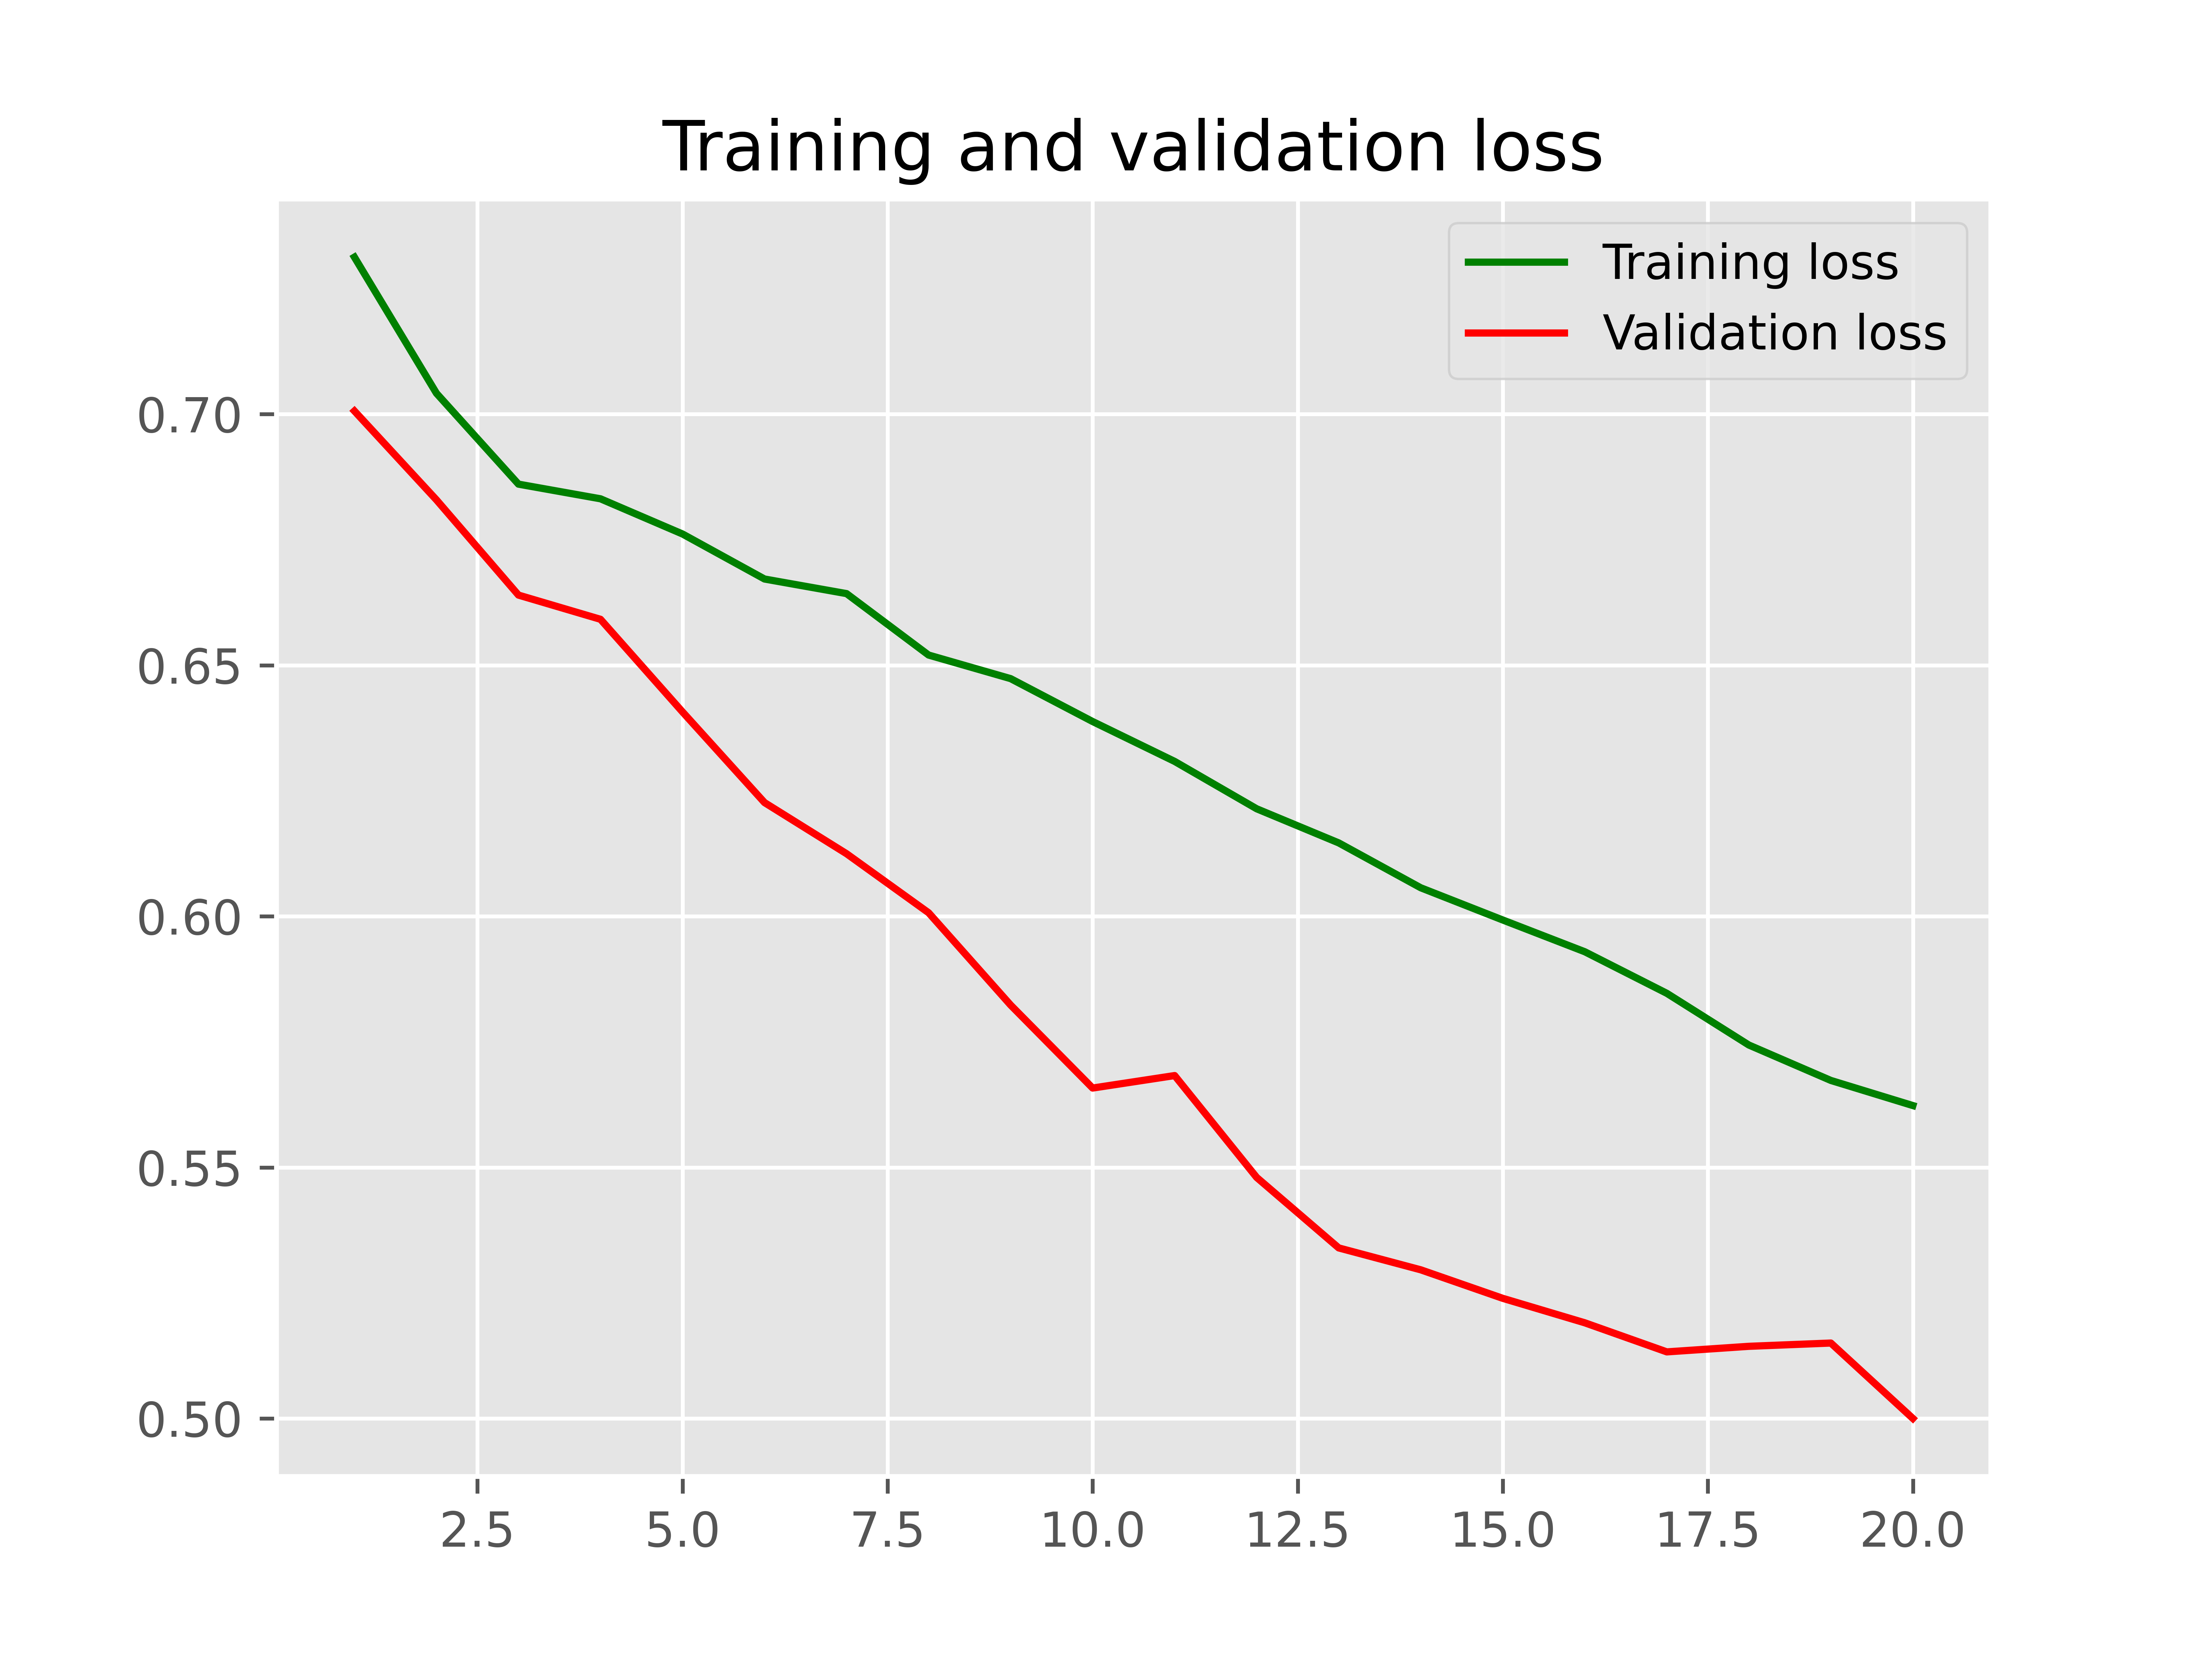 Training and validation loss
Training loss
Validation loss
0.70
0.65
0.60
0.55
0.50
2.5 5.0 7.5 10.0 12.5 15.0 17.5 20.0